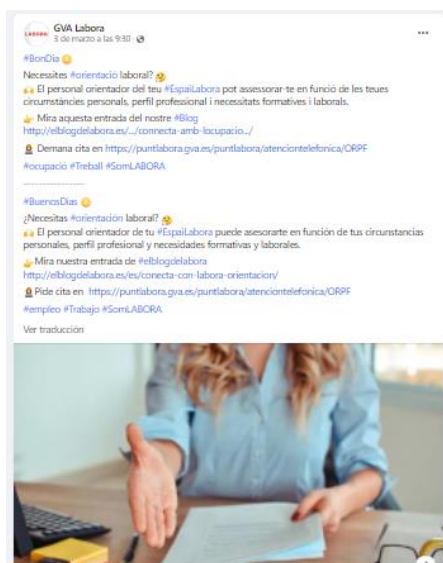 LABORA
GVA Labora
3 de marzo a las 9:30 ·
#BonDia
Necessites #orientació laboral?
El personal orientador del teu #EspaiLabora pot assessorar-te en funció de les teues
circumstàncies personals, perfil professional i necessitats formatives i laborals.
Mira aquesta entrada del nostre #Blog
http://elblogdelabora.es/.../connecta-amb-locupacio.../
Demana cita en https://puntlabora.gva.es/puntlabora/atenciontelefonica/ORPF
#ocupació #Treball #SomLABORA
--------------------
#BuenosDias
¿Necesitas #orientación laboral?
El personal orientador de tu #EspaiLabora puede asesorarte en función de tus circunstancias
personales, perfil profesional y necesidades formativas y laborales.
Mira nuestra entrada de #elblogdelabora
http://elblogdelabora.es/es/conecta-con-labora-orientacion/
Pide cita en https://puntlabora.gva.es/puntlabora/atenciontelefonica/ORPF
#empleo #Trabajo #SomLABORA
Ver traducción